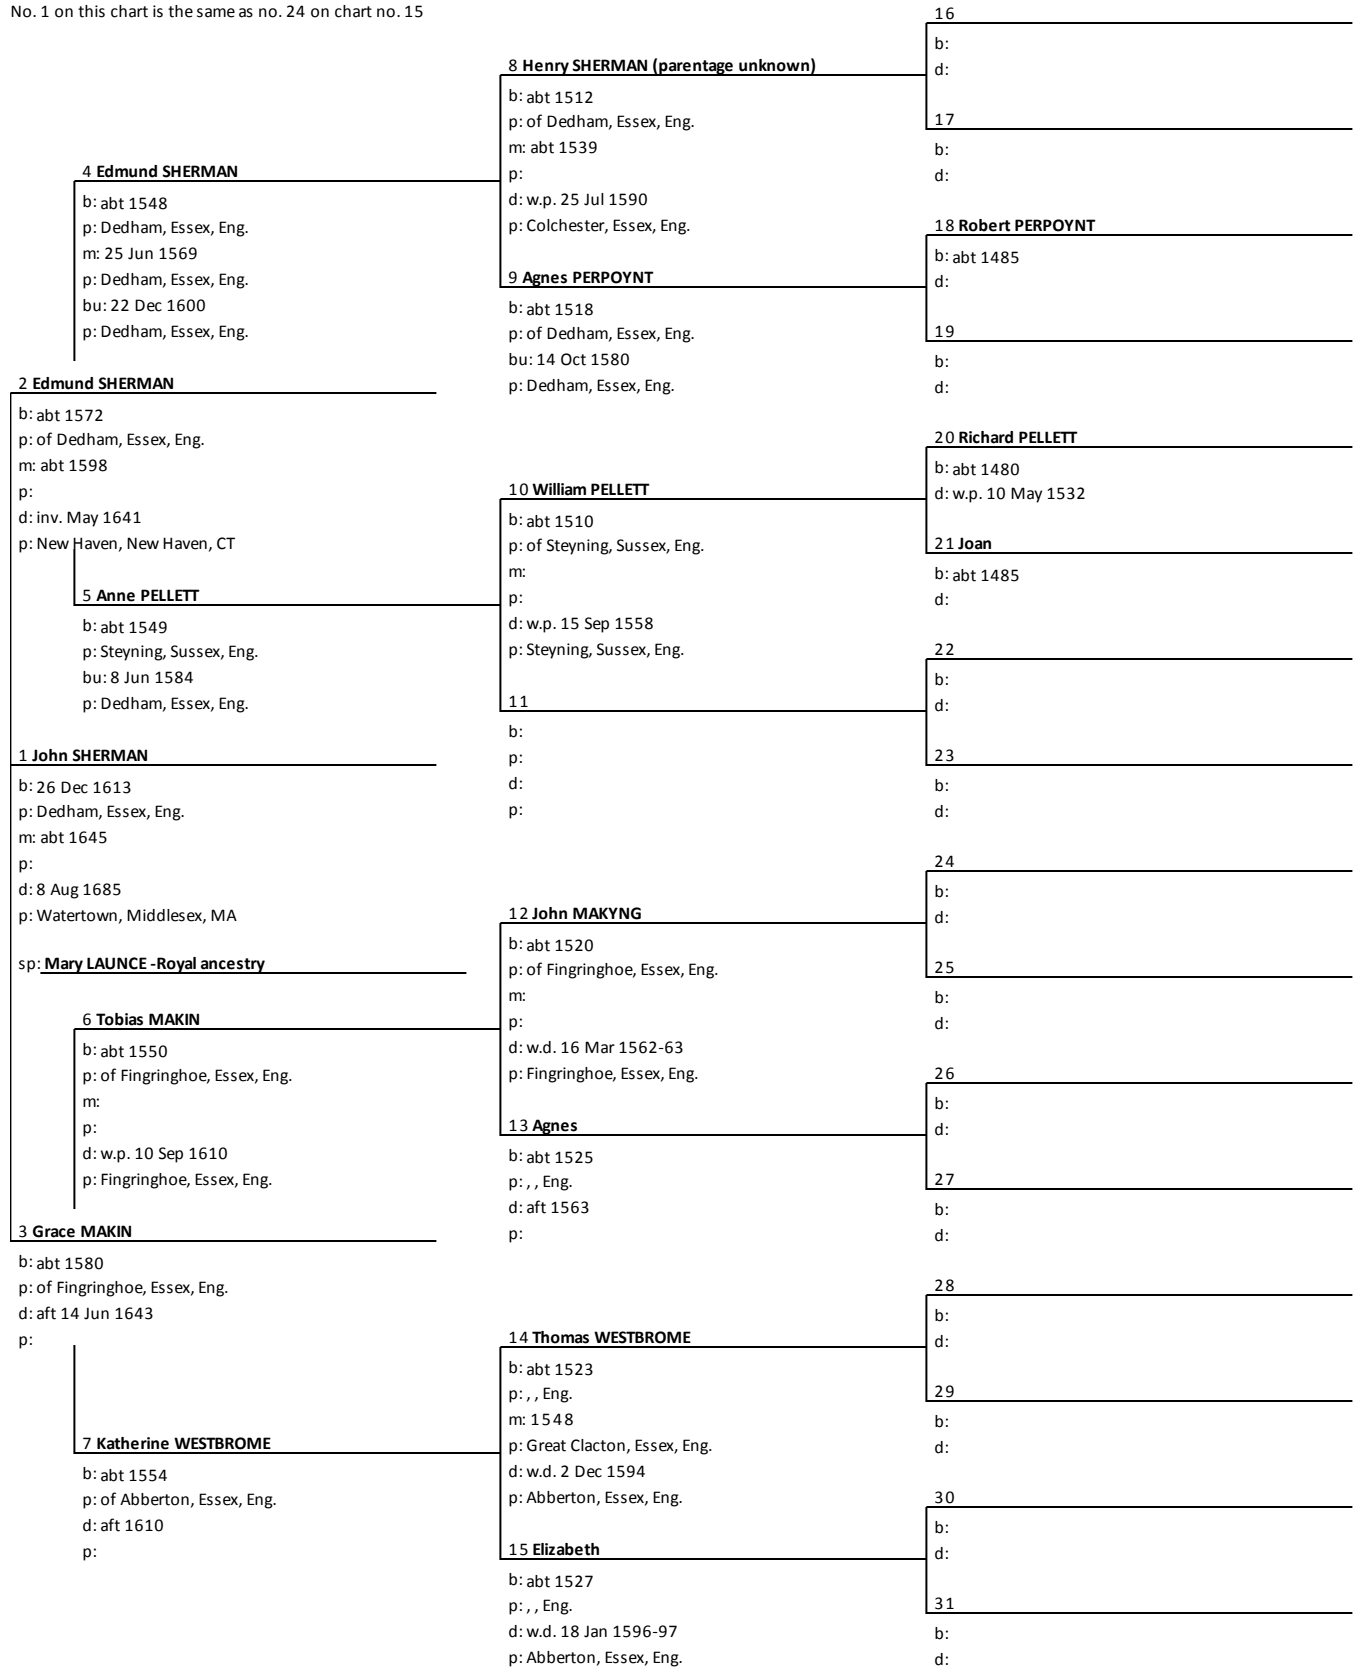 No. 1 on this chart is the same as no. 24 on chart no. 15
16
b:
d:
8 Henry SHERMAN (parentage unknown)
b: abt 1512
p: of Dedham, Essex, Eng.
m: abt 1539
p:
d: w.p. 25 Jul 1590
p: Colchester, Essex, Eng.
17
b:
d:
4 Edmund SHERMAN
b: abt 1548
p: Dedham, Essex, Eng.
m: 25 Jun 1569
p: Dedham, Essex, Eng.
bu: 22 Dec 1600
p: Dedham, Essex, Eng.
18 Robert PERPOYNT
b: abt 1485
d:
9 Agnes PERPOYNT
b: abt 1518
p: of Dedham, Essex, Eng.
bu: 14 Oct 1580
p: Dedham, Essex, Eng.
19
b:
d:
2 Edmund SHERMAN
b: abt 1572
p: of Dedham, Essex, Eng.
m: abt 1598
p:
d: inv. May 1641
p: New Haven, New Haven, CT
20 Richard PELLETT
b: abt 1480
d: w.p. 10 May 1532
10 William PELLETT
b: abt 1510
p: of Steyning, Sussex, Eng.
m:
p:
d: w.p. 15 Sep 1558
p: Steyning, Sussex, Eng.
21 Joan
b: abt 1485
d:
5 Anne PELLETT
b: abt 1549
p: Steyning, Sussex, Eng.
bu: 8 Jun 1584
p: Dedham, Essex, Eng.
22
b:
d:
11
b:
p:
d:
p:
23
b:
d:
1 John SHERMAN
b: 26 Dec 1613
p: Dedham, Essex, Eng.
m: abt 1645
p:
d: 8 Aug 1685
p: Watertown, Middlesex, MA
sp: Mary LAUNCE -Royal ancestry
24
b:
d:
12 John MAKYNG
b: abt 1520
p: of Fingringhoe, Essex, Eng.
m:
p:
d: w.d. 16 Mar 1562-63
p: Fingringhoe, Essex, Eng.
25
b:
d:
6 Tobias MAKIN
b: abt 1550
p: of Fingringhoe, Essex, Eng.
m:
p:
d: w.p. 10 Sep 1610
p: Fingringhoe, Essex, Eng.
26
b:
d:
13 Agnes
b: abt 1525
p: , , Eng.
d: aft 1563
p:
27
b:
d:
3 Grace MAKIN
b: abt 1580
p: of Fingringhoe, Essex, Eng.
d: aft 14 Jun 1643
p:
28
b:
d:
14 Thomas WESTBROME
b: abt 1523
p: , , Eng.
m: 1548
p: Great Clacton, Essex, Eng.
d: w.d. 2 Dec 1594
p: Abberton, Essex, Eng.
29
b:
d:
7 Katherine WESTBROME
b: abt 1554
p: of Abberton, Essex, Eng.
d: aft 1610
p:
30
b:
d:
15 Elizabeth
b: abt 1527
p: , , Eng.
d: w.d. 18 Jan 1596-97
p: Abberton, Essex, Eng.
31
b:
d: